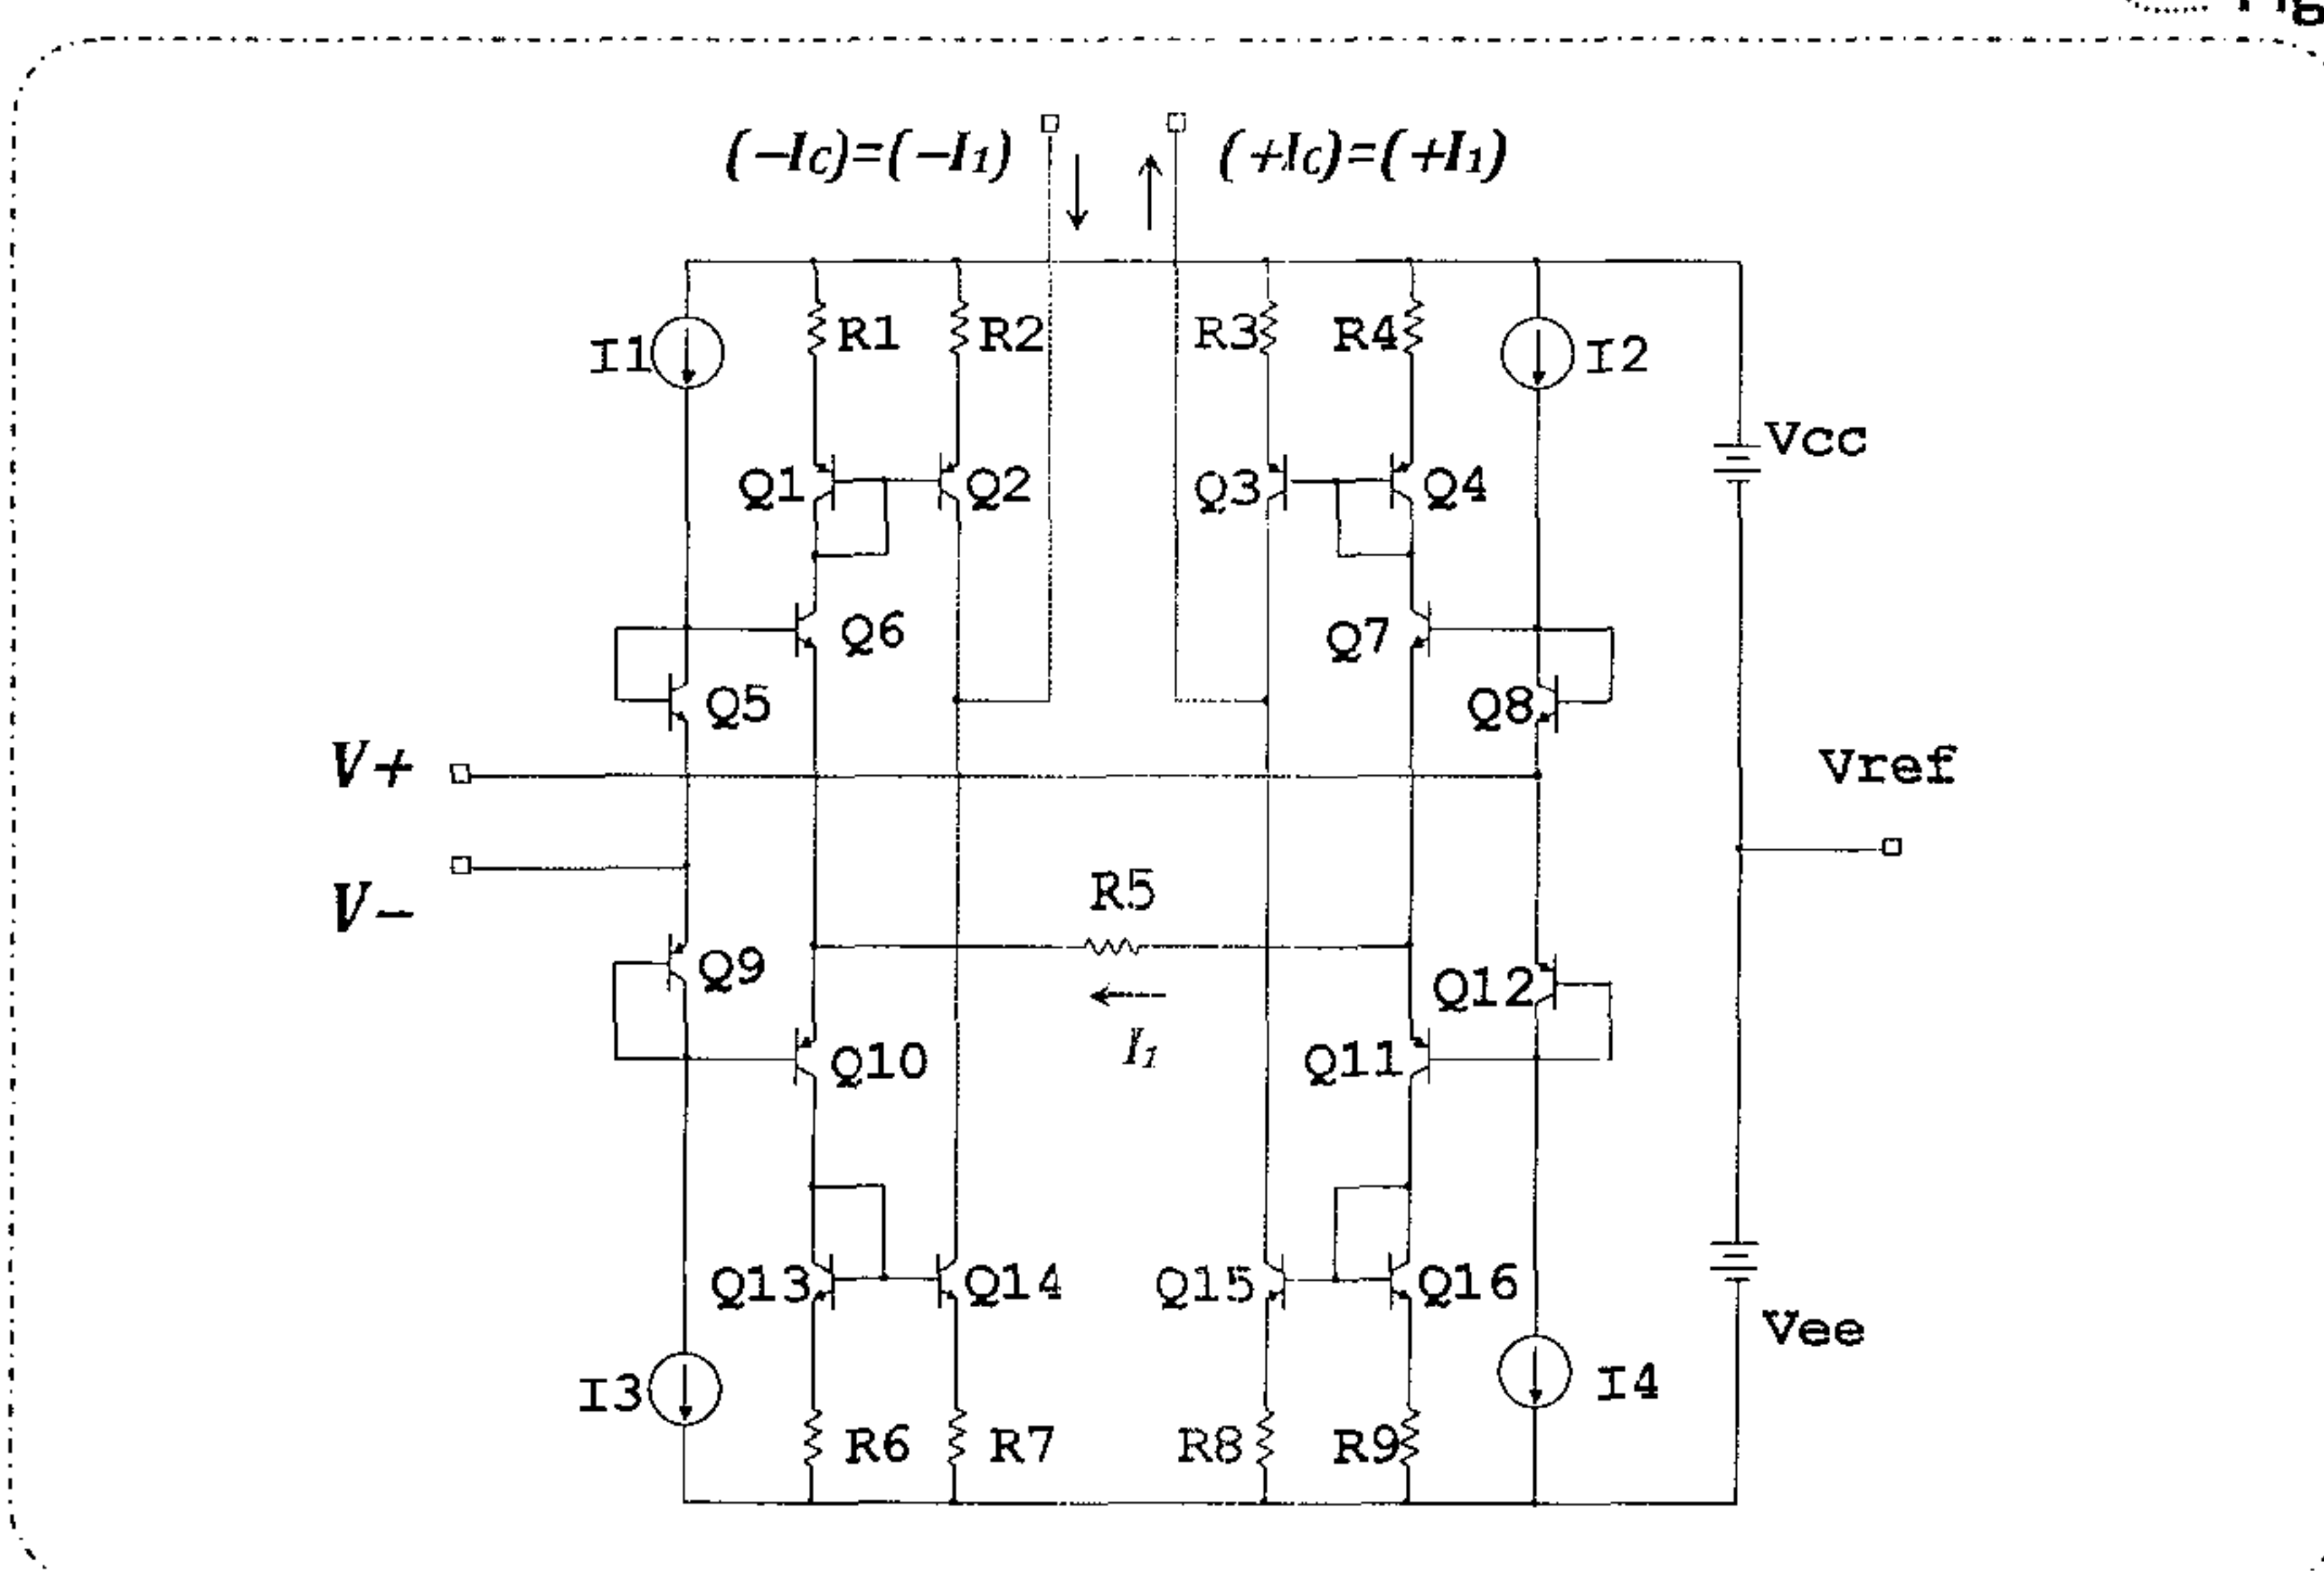 (−IC)=(−I1) (+IC)=(+I1)
R1 R2 R3 R4
I1 I2
Vcc
Q1 Q2 Q3 Q4
Q6 Q7
Q5 Q8
V+ Vref
R5
V−
Q9 Q12
I1
Q10 Q11
Q13 Q14 Q15 Q16
Vee
I3 I4
R6 R7 R8 R9